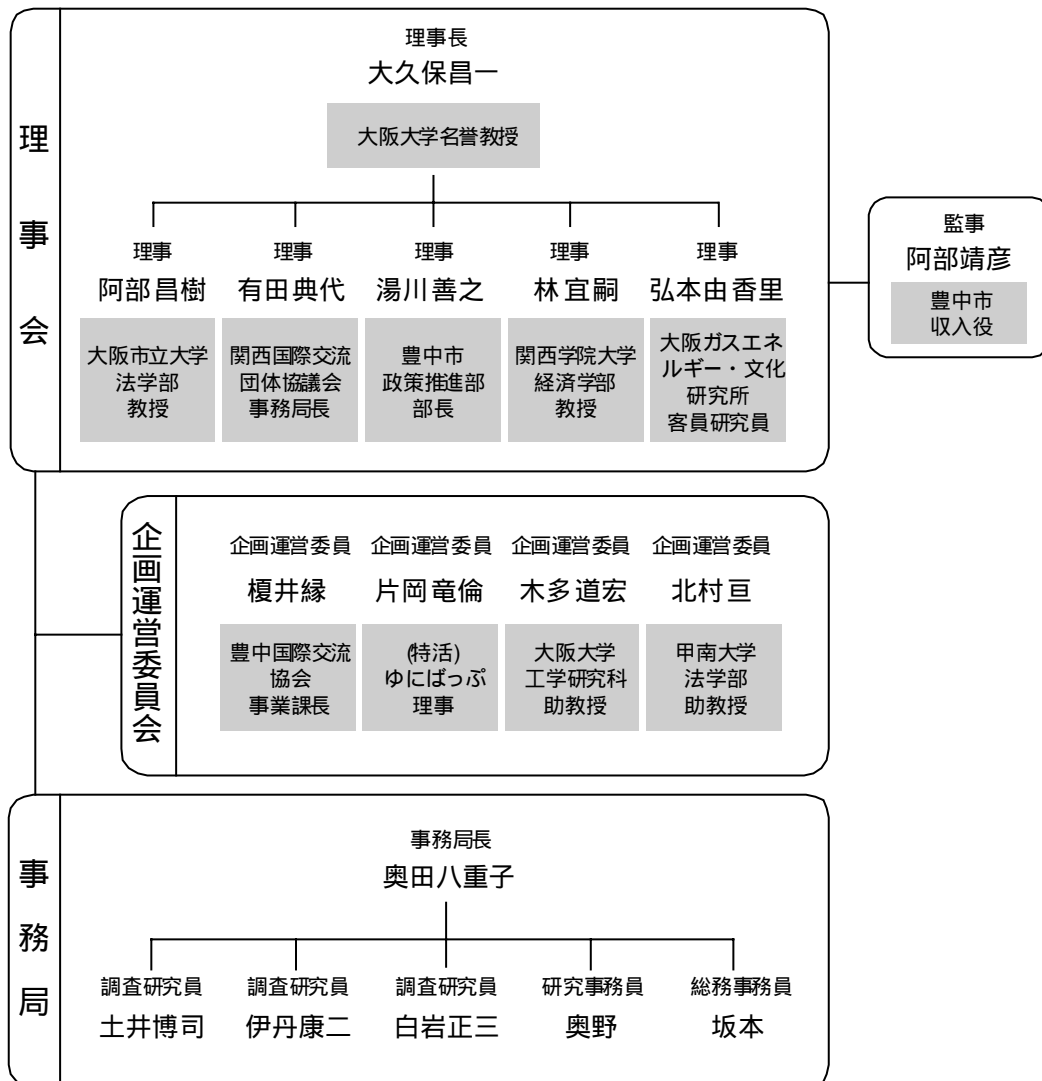 理事会
理事長
大久保昌一
大阪大学名誉教授
理事
阿部昌樹
大阪市立大学
法学部
教授
理事
有田典代
関西国際交流
団体協議会
事務局長
理事
湯川善之
豊中市
政策推進部
部長
理事
林宜嗣
関西学院大学
経済学部
教授
理事
弘本由香里
大阪ガスエネ
ルギー・文化
研究所
客員研究員
監事
阿部靖彦
豊中市
収入役
企画運営委員会
企画運営委員
榎井縁
豊中国際交流
協会
事業課長
企画運営委員
片岡竜倫
(特活)
ゆにばっぷ
理事
企画運営委員
木多道宏
大阪大学
工学研究科
助教授
企画運営委員
北村亘
甲南大学
法学部
助教授
事務局
事務局長
奥田八重子
調査研究員
土井博司
調査研究員
伊丹康二
調査研究員
白岩正三
研究事務員
奥野
総務事務員
坂本